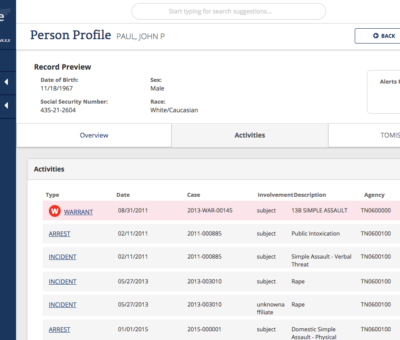 e
Start typing for search suggestions...
Person Profile PAUL, JOHN P
BACK
Record Preview
Date of Birth: Sex:
11/18/1967 Male
Alerts
Social Security Number: Race:
435-21-2604 White/Caucasian
Overview Activities TOMIS
Activities
Type Date Case Involvement Description Agency
W WARRANT 08/31/2011 2013-WAR-00145 subject 13B SIMPLE ASSAULT TN0600000
ARREST 02/11/2011 2011-000885 subject Public Intoxication TN0600100
INCIDENT 02/11/2011 2011-000885 subject Simple Assault - Verbal TN0600100
Threat
INCIDENT 05/27/2013 2013-003010 subject Rape TN0600100
INCIDENT 05/27/2013 2013-003010 unknowna Rape TN0600100
ffiliate
ARREST 01/01/2015 2015-000001 subject Domestic Simple TN0600100
Assault - Physical